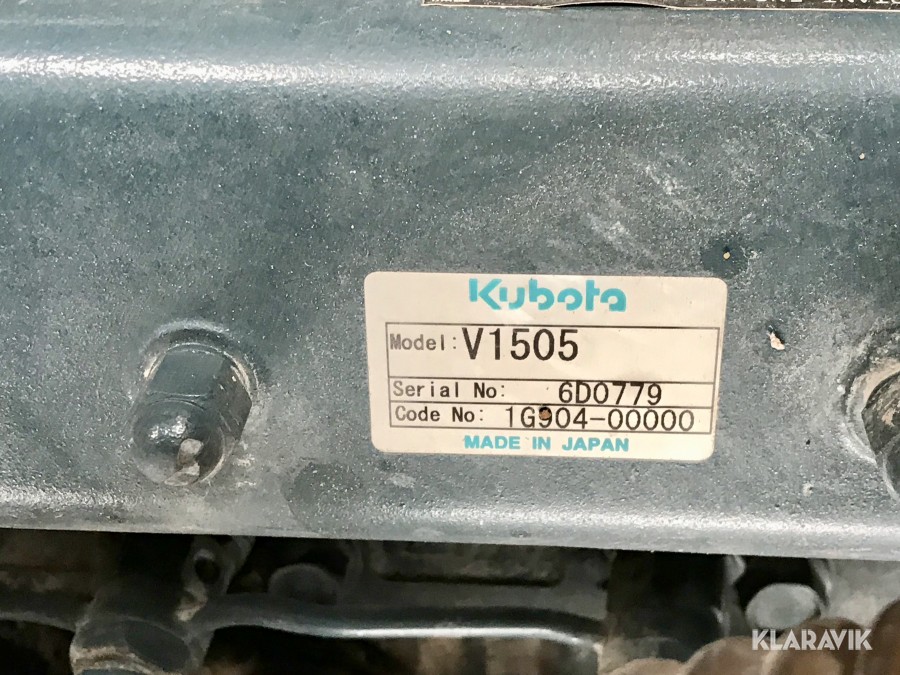 Kubota
Model: V1505
Serial No: 6D0779
Code No: 1G904-00000
MADE IN JAPAN
KLARAVIK